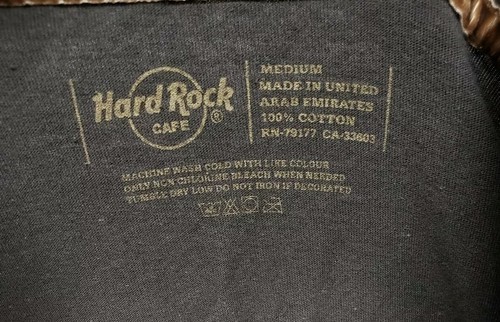 Hard Rock
CAFE ®
MEDIUM
MADE IN UNITED
ARAB EMIRATES
100% COTTON
RN-79177 CA-33603
MACHINE WASH COLD WITH LIKE COLOUR
ONLY NON CHLORINE BLEACH WHEN NEEDED
TUMBLE DRY LOW DO NOT IRON IF DECORATED